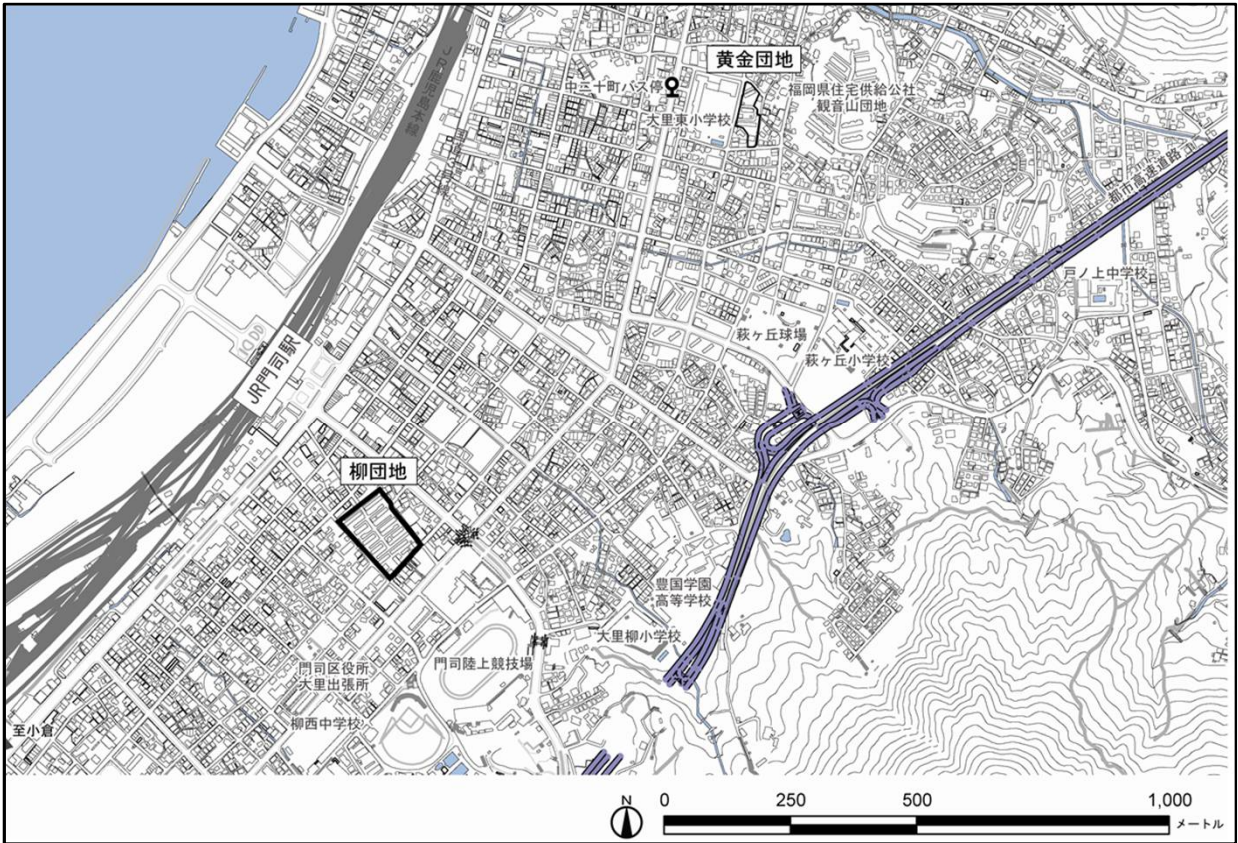 JR鹿児島本線
黄金団地
中二十町バス停
福岡県住宅供給公社
観音山団地
大里東小学校
都市高速道路
戸ノ上中学校
萩ヶ丘球場
萩ヶ丘小学校
JR門司駅
柳団地
豊国学園
高等学校
大里柳小学校
門司陸上競技場
門司区役所
大里出張所
柳西中学校
至小倉
N
0 250 500 1,000
メートル